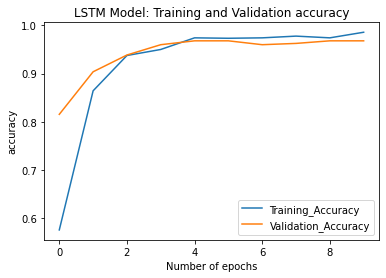 LSTM Model: Training and Validation accuracy
1.0
0.9
0.8
0.7
0.6
accuracy
Training_Accuracy
Validation_Accuracy
0 2 4 6 8
Number of epochs